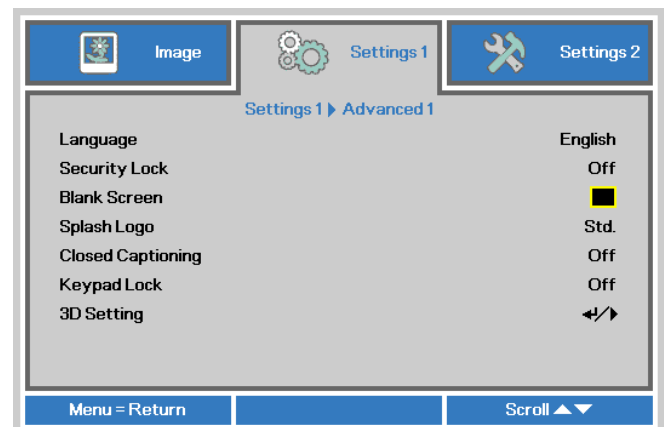 Image Settings 1 Settings 2
Settings 1 ▶ Advanced 1
Language English
Security Lock Off
Blank Screen
Splash Logo Std.
Closed Captioning Off
Keypad Lock Off
3D Setting ↵/▶
Menu = Return Scroll ▲▼